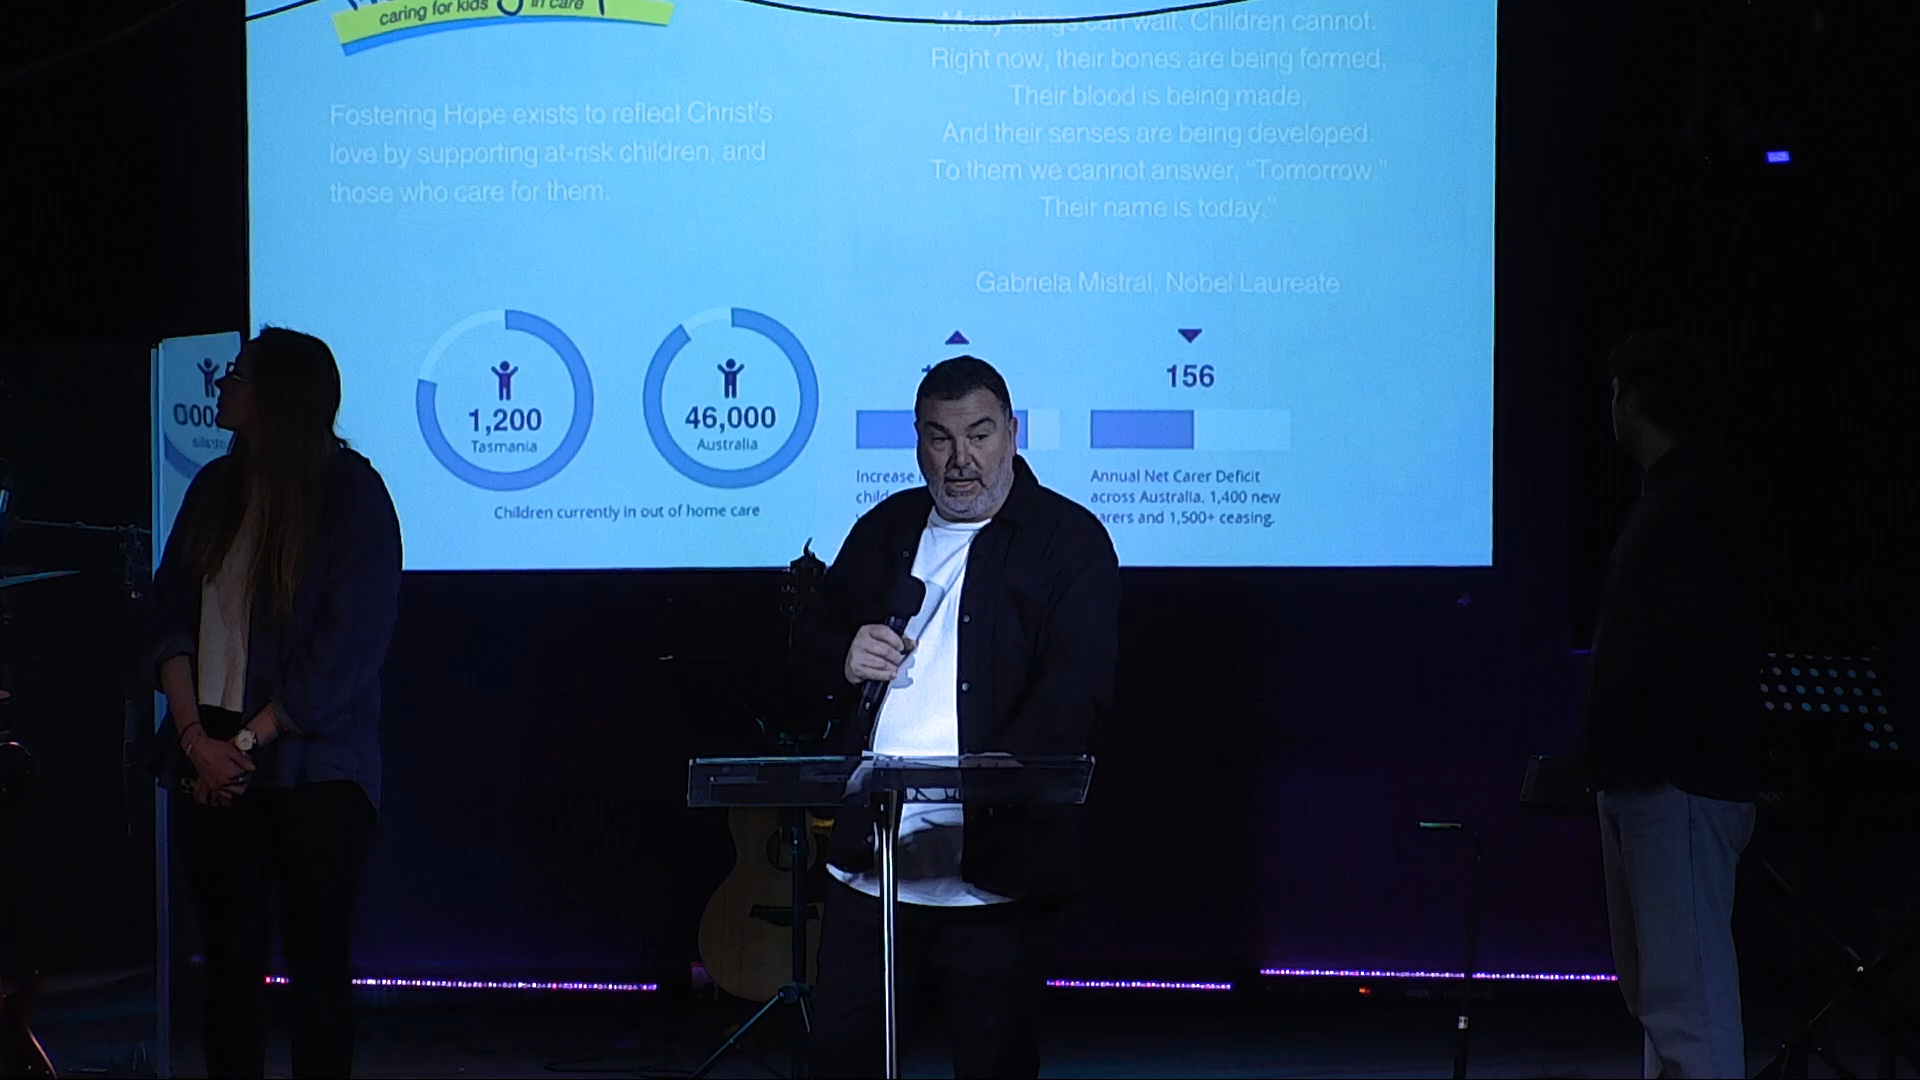 caring for kids in care
Many things can wait. Children cannot.
Right now, their bones are being formed,
Their blood is being made,
And their senses are being developed.
To them we cannot answer, “Tomorrow.”
Their name is today.”
Gabriela Mistral, Nobel Laureate
Fostering Hope exists to reflect Christ's
love by supporting at-risk children, and
those who care for them.
1,200
Tasmania
46,000
Australia
Children currently in out of home care
Increase
156
Annual Net Carer Deficit
across Australia. 1,400 new
carers and 1,500+ ceasing.